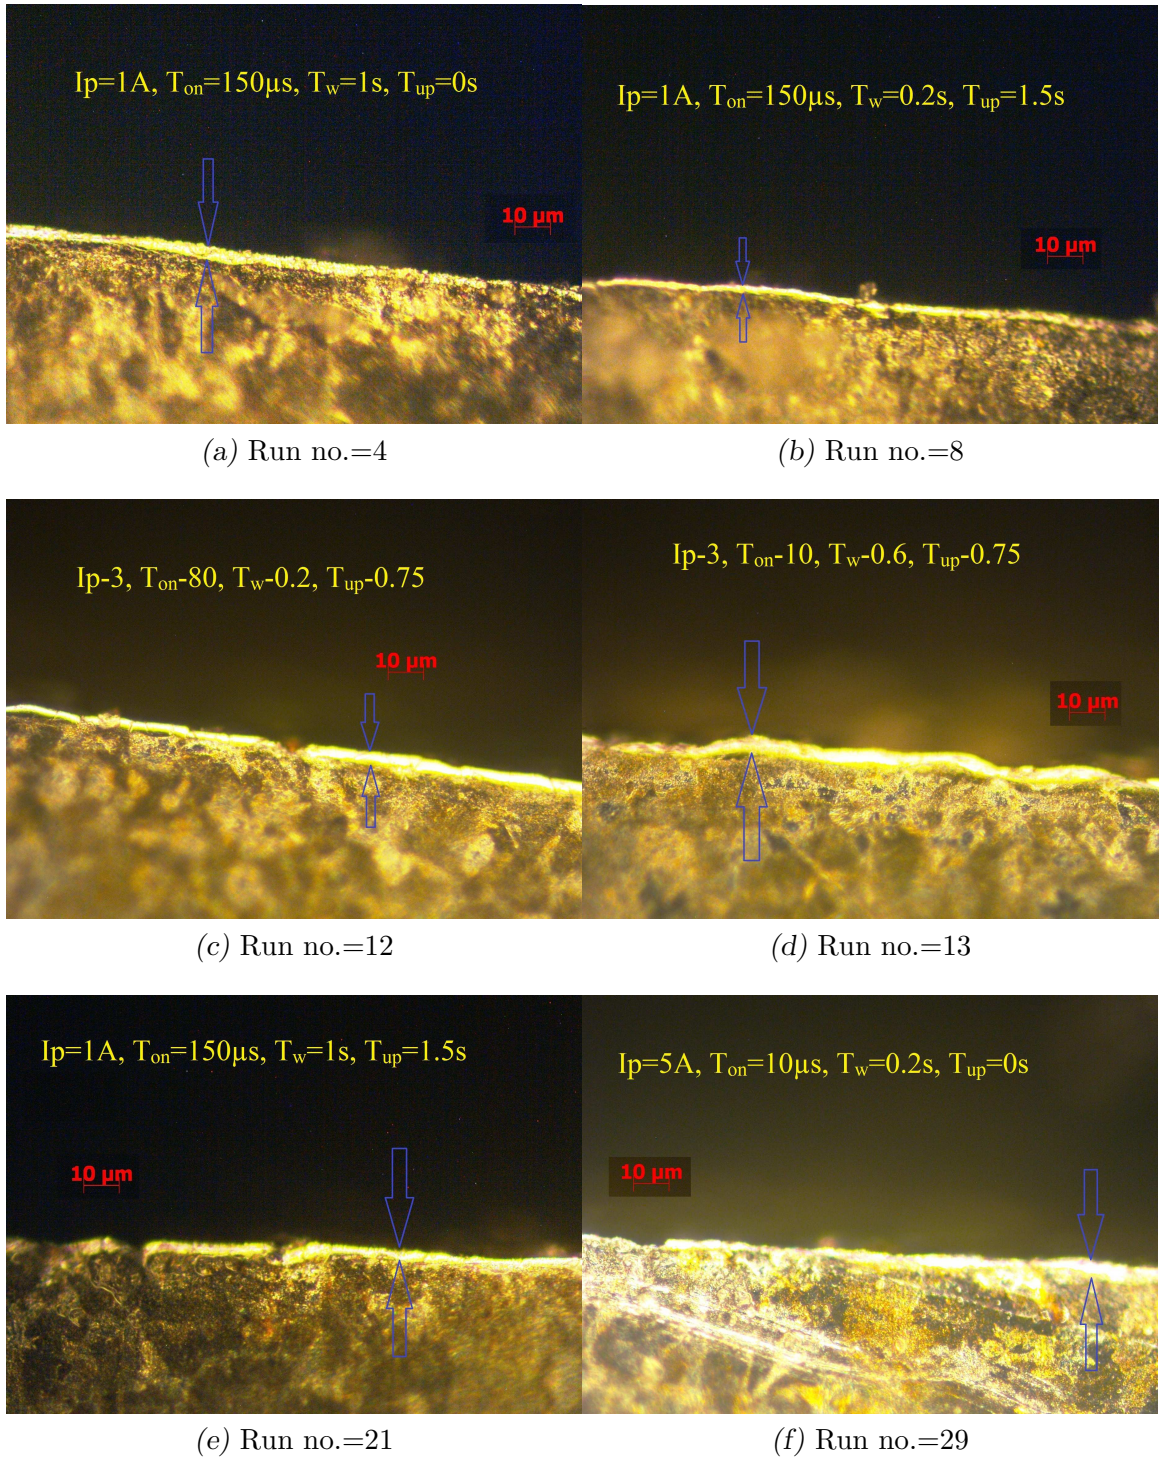 Ip=1A, Ton=150µs, Tw=1s, Tup=0s
10 µm
(a) Run no.=4
Ip=1A, Ton=150µs, Tw=0.2s, Tup=1.5s
10 µm
(b) Run no.=8
Ip-3, Ton-80, Tw-0.2, Tup-0.75
10 µm
(c) Run no.=12
Ip-3, Ton-10, Tw-0.6, Tup-0.75
10 µm
(d) Run no.=13
Ip=1A, Ton=150µs, Tw=1s, Tup=1.5s
10 µm
(e) Run no.=21
Ip=5A, Ton=10µs, Tw=0.2s, Tup=0s
10 µm
(f) Run no.=29